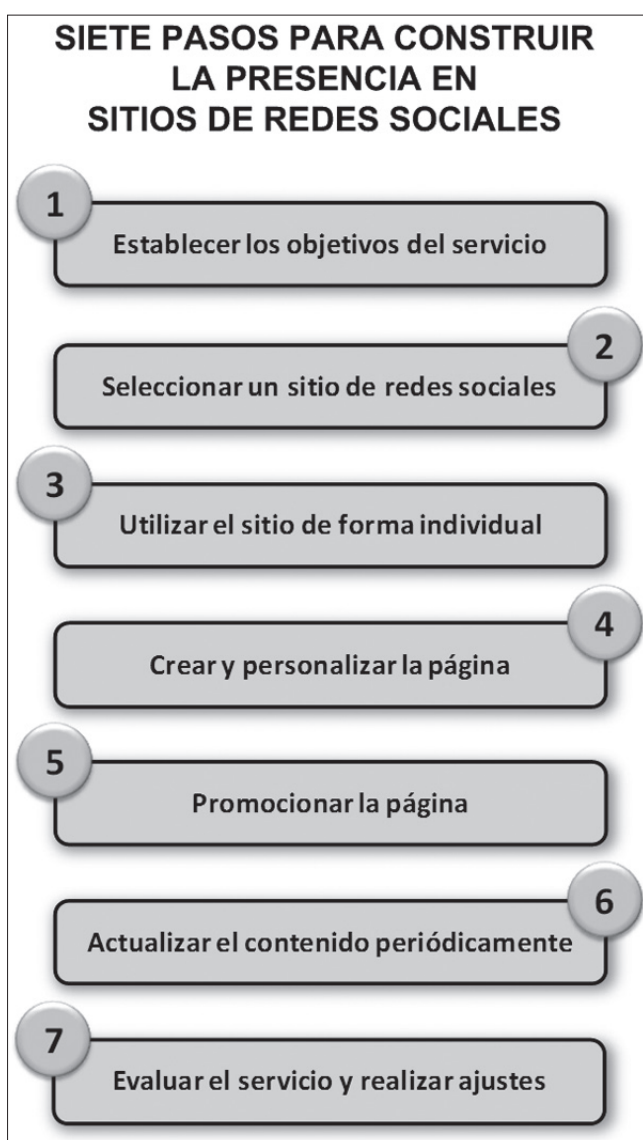 SIETE PASOS PARA CONSTRUIR
LA PRESENCIA EN
SITIOS DE REDES SOCIALES
1
Establecer los objetivos del servicio
2
Seleccionar un sitio de redes sociales
3
Utilizar el sitio de forma individual
4
Crear y personalizar la página
5
Promocionar la página
6
Actualizar el contenido periódicamente
7
Evaluar el servicio y realizar ajustes